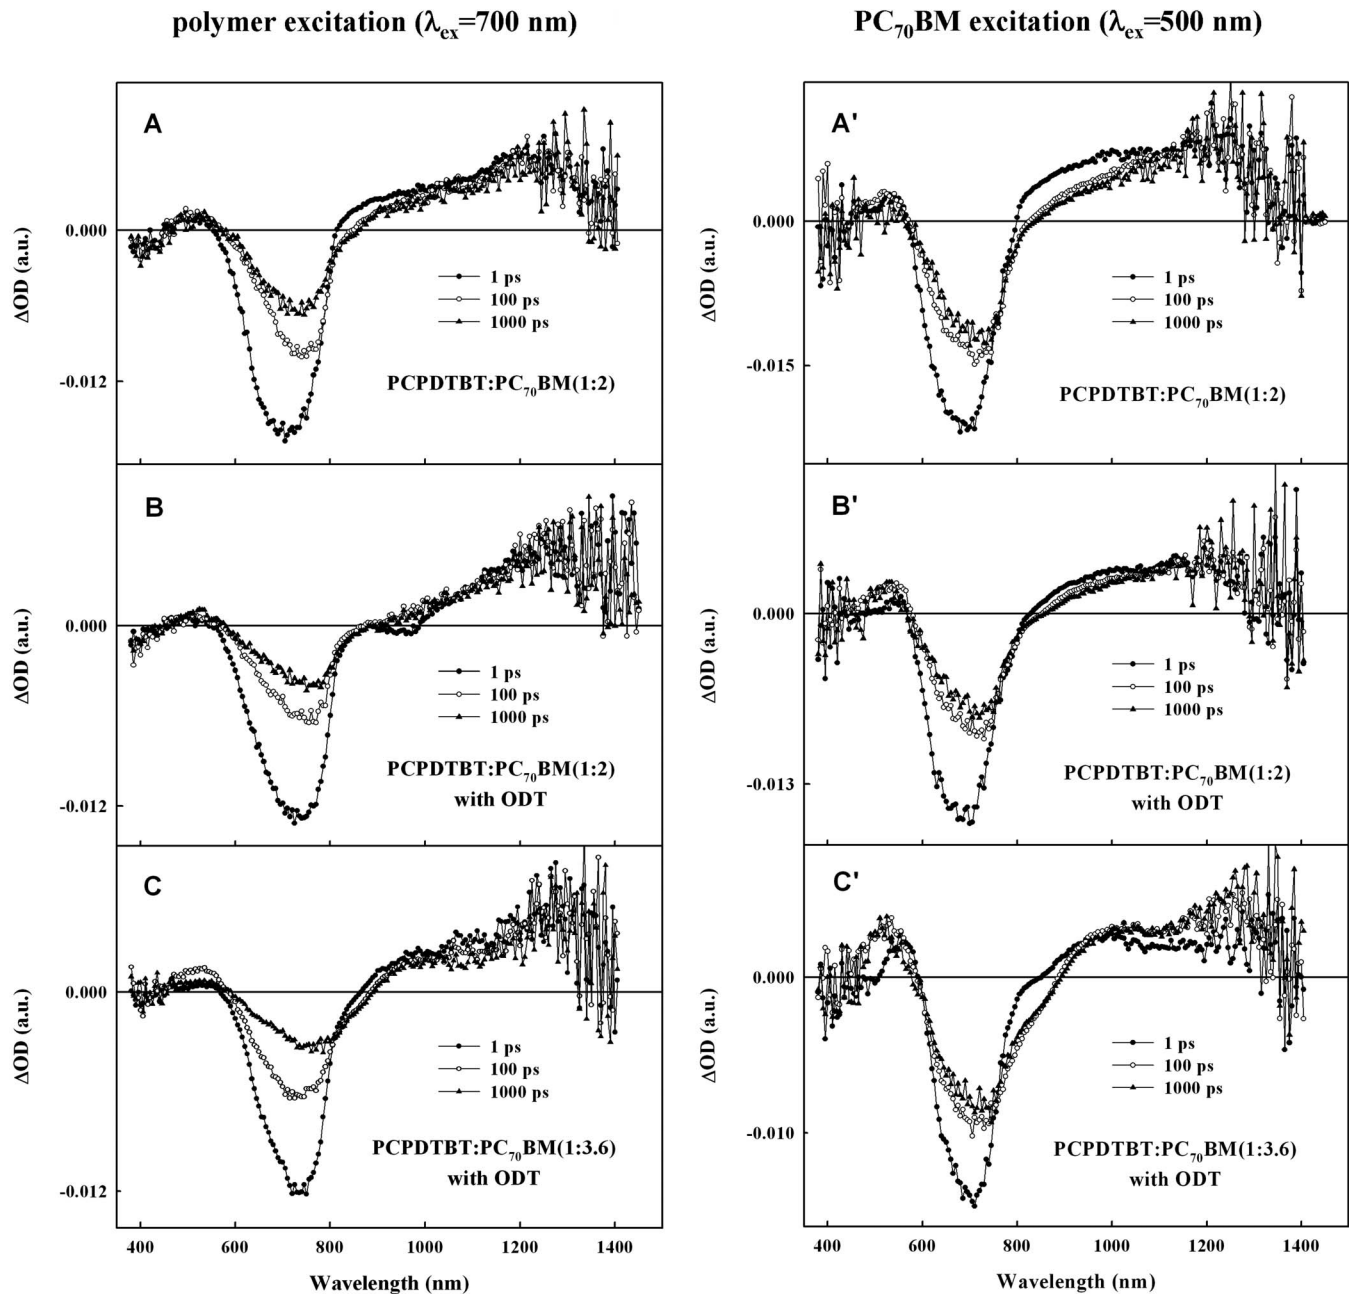 polymer excitation (λex=700 nm)
PC70BM excitation (λex=500 nm)
A
0.000
-0.012
ΔOD (a.u.)
1 ps
100 ps
1000 ps
PCPDTBT:PC70BM(1:2)
A'
0.000
-0.015
ΔOD (a.u.)
1 ps
100 ps
1000 ps
PCPDTBT:PC70BM(1:2)
B
0.000
-0.012
ΔOD (a.u.)
1 ps
100 ps
1000 ps
PCPDTBT:PC70BM(1:2)
with ODT
B'
0.000
-0.013
ΔOD (a.u.)
1 ps
100 ps
1000 ps
PCPDTBT:PC70BM(1:2)
with ODT
C
0.000
-0.012
ΔOD (a.u.)
1 ps
100 ps
1000 ps
PCPDTBT:PC70BM(1:3.6)
with ODT
400 600 800 1000 1200 1400
Wavelength (nm)
C'
0.000
-0.010
ΔOD (a.u.)
1 ps
100 ps
1000 ps
PCPDTBT:PC70BM(1:3.6)
with ODT
400 600 800 1000 1200 1400
Wavelength (nm)